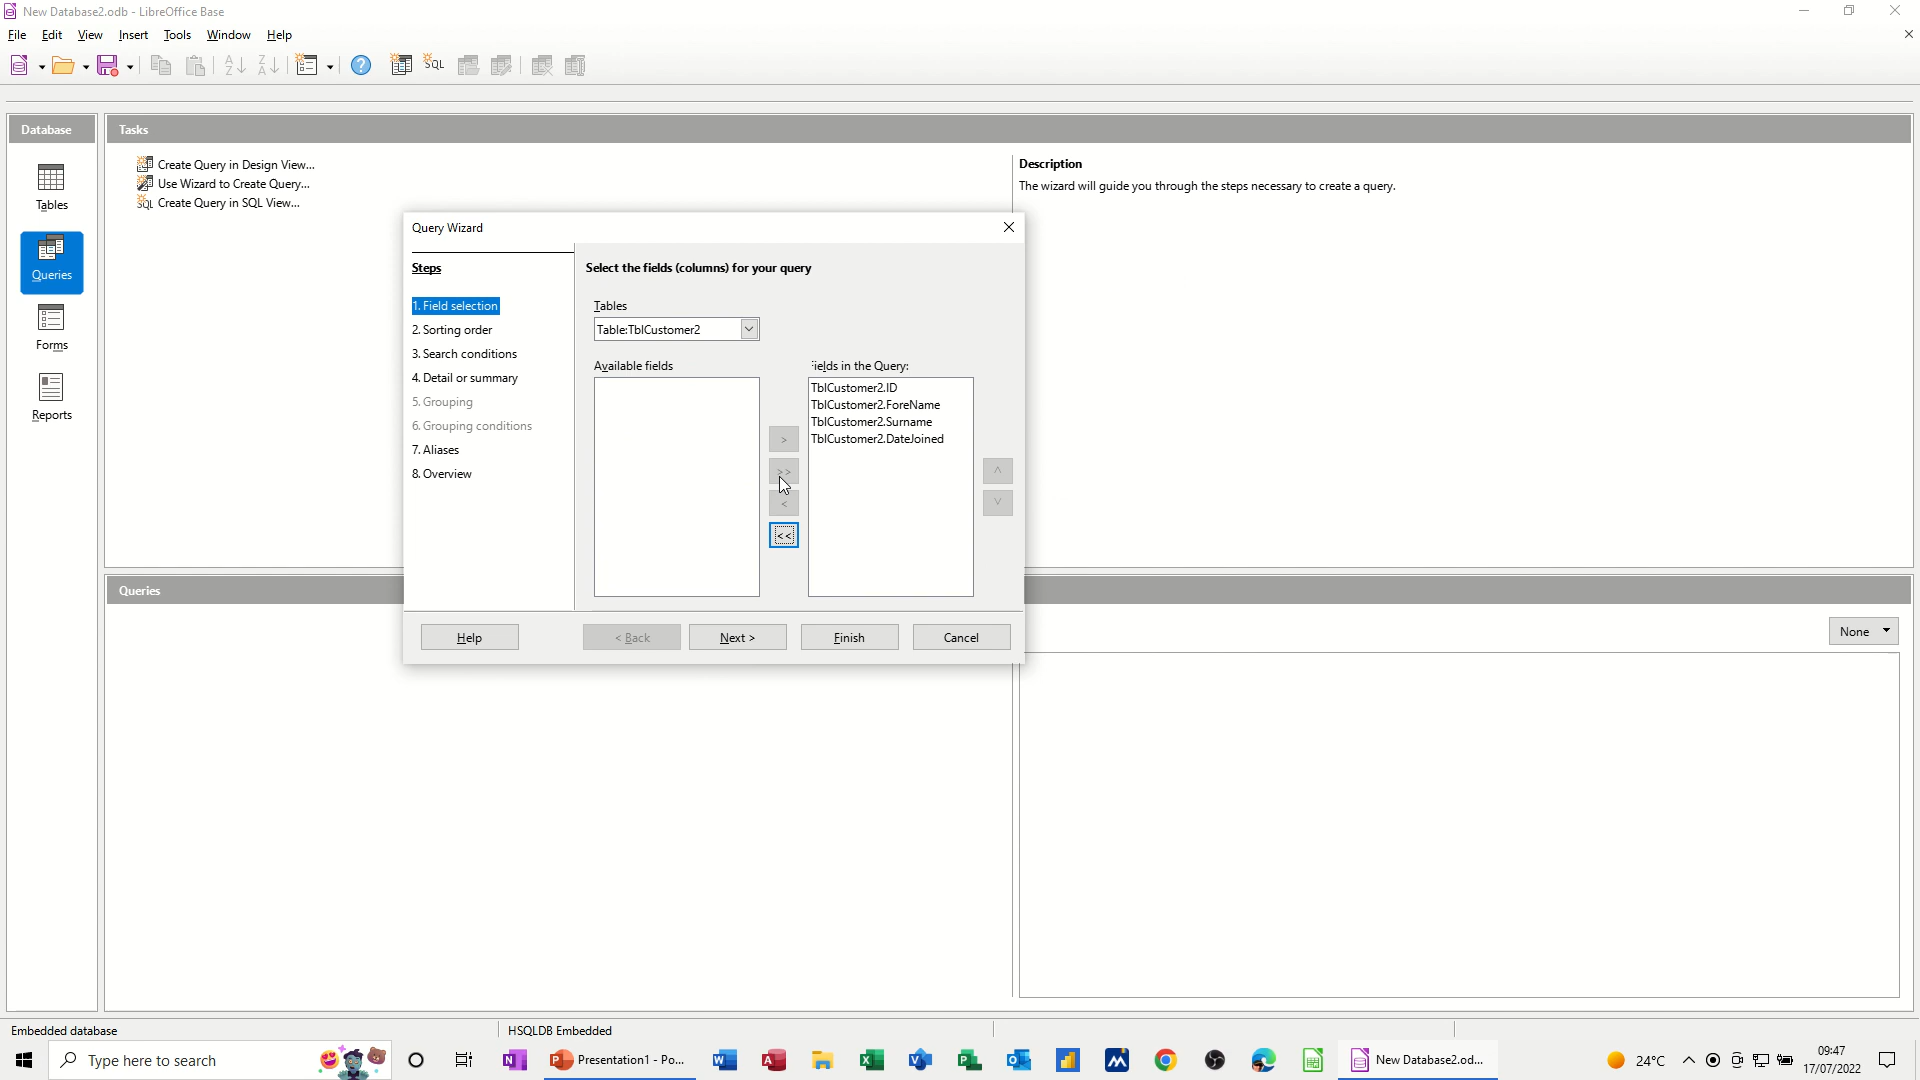 New Database2.odb - LibreOffice Base
File Edit View Insert Tools Window Help
SQL
Database
Tasks
Tables
Queries
Forms
Reports
Create Query in Design View...
Use Wizard to Create Query...
SQL Create Query in SQL View...
Description
The wizard will guide you through the steps necessary to create a query.
Query Wizard
Steps
1. Field selection
2. Sorting order
3. Search conditions
4. Detail or summary
5. Grouping
6. Grouping conditions
7. Aliases
8. Overview
Select the fields (columns) for your query
Tables
Table:TblCustomer2
Available fields
ields in the Query:
TblCustomer2.ID
TblCustomer2.ForeName
TblCustomer2.Surname
TblCustomer2.DateJoined
>
>>
<
<<
Help < Back Next > Finish Cancel
Queries
None
Embedded database HSQLDB Embedded
Type here to search
Presentation1 - Po...
New Database2.od...
24°C
09:47
17/07/2022